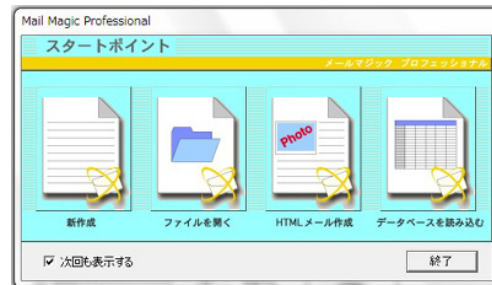 Mail Magic Professional
スタートポイント
メールマジック プロフェッショナル
Photo
新作成
ファイルを開く
HTMLメール作成
データベースを読み込む
次回も表示する
終了